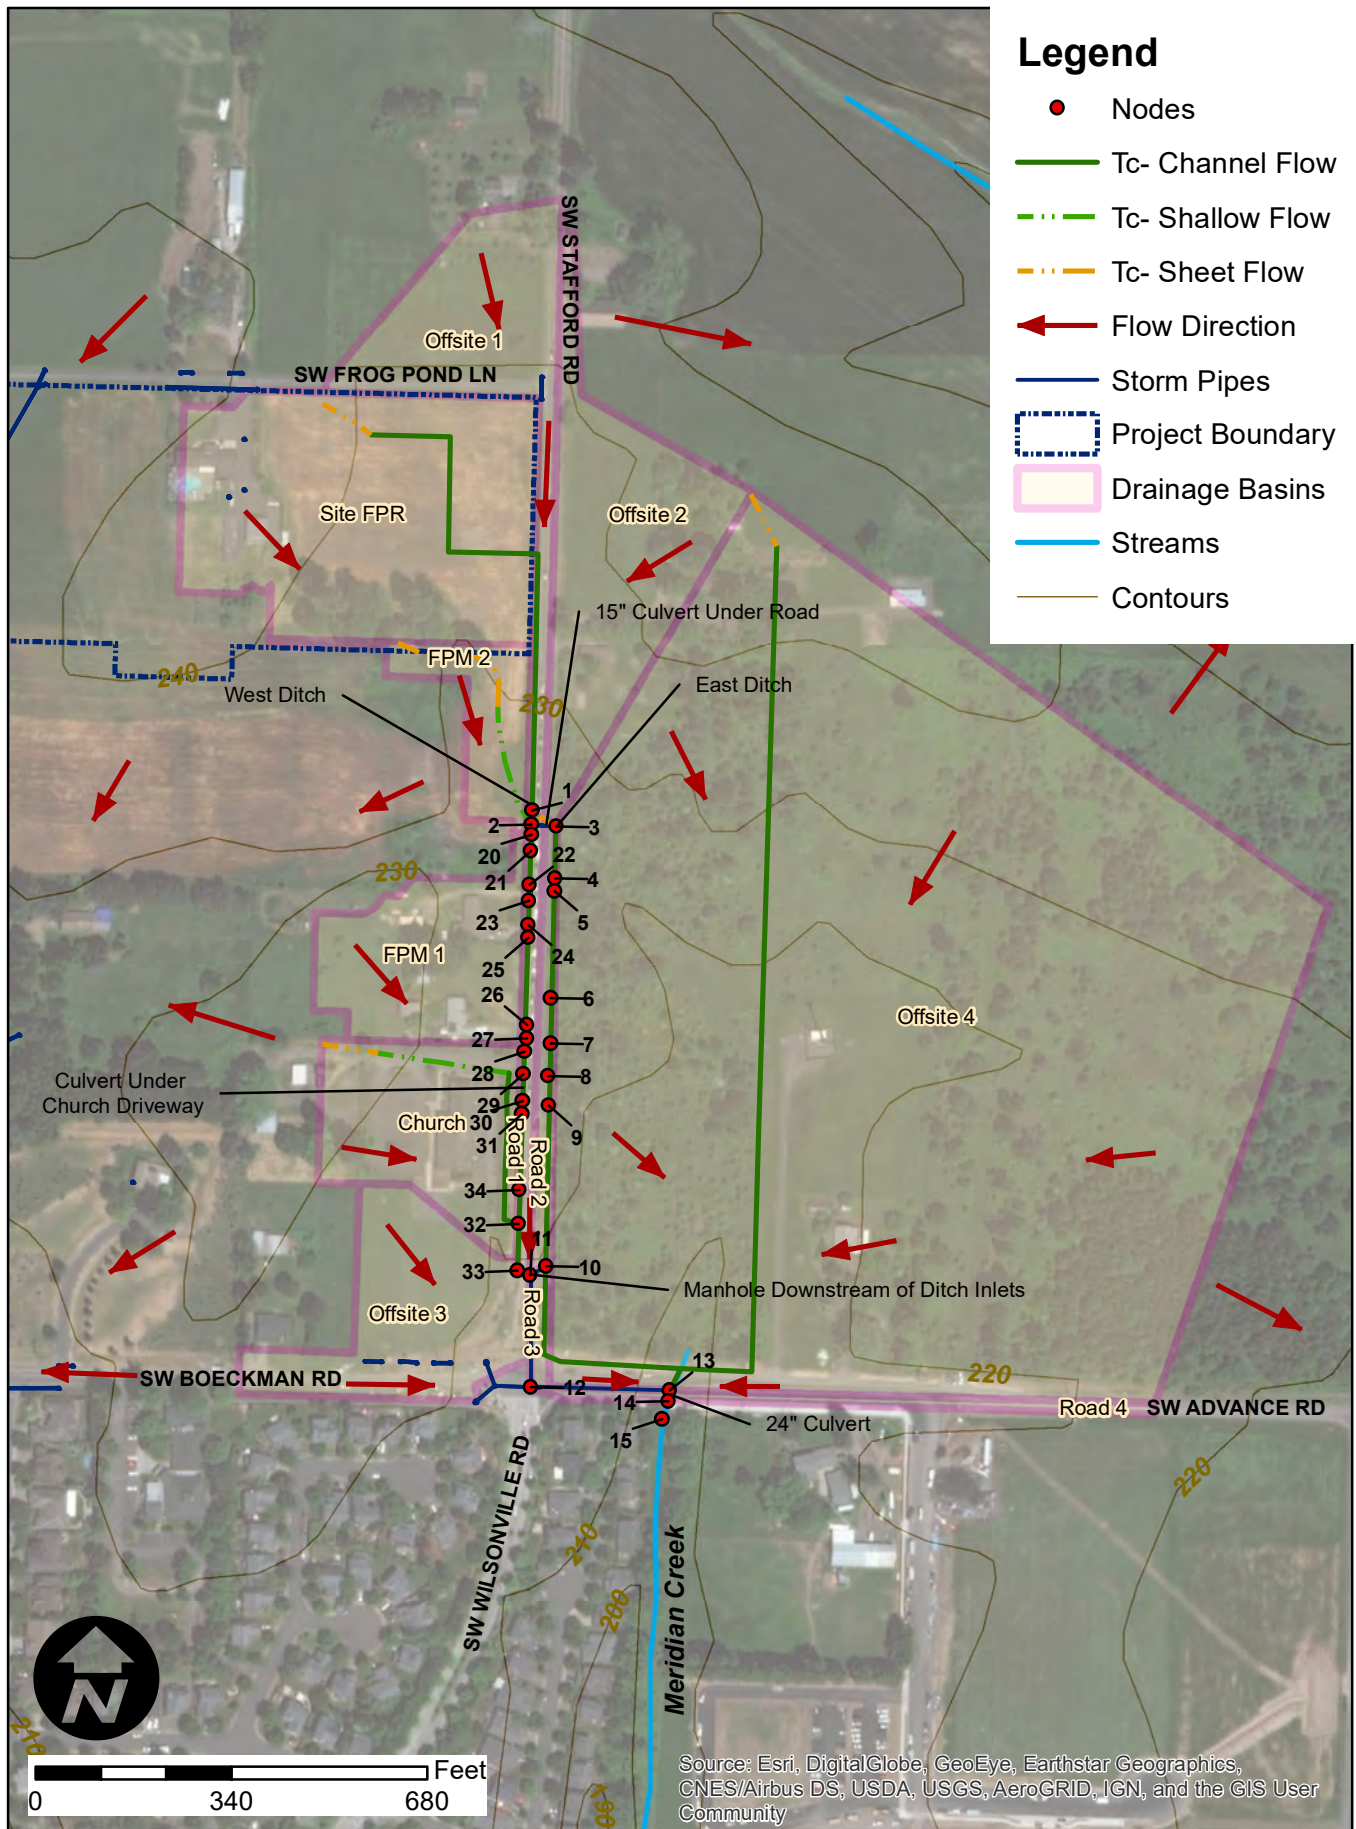 Legend
Nodes
Tc- Channel Flow
Tc- Shallow Flow
Tc- Sheet Flow
Flow Direction
Storm Pipes
Project Boundary
Drainage Basins
Streams
Contours
SW STAFFORD RD
Offsite 1
SW FROG POND LN
Site FPR
Offsite 2
15" Culvert Under Road
FPM 2
240
West Ditch
East Ditch
230
1
2
3
20
22
230
21
4
23
5
FPM 1
24
25
26
6
Offsite 4
27
7
28
8
Culvert Under
Church Driveway
29
Church
30
9
31
Road 1
Road 2
34
32
11
33
10
Manhole Downstream of Ditch Inlets
Offsite 3
Road 3
13
SW BOECKMAN RD
12
220
14
Road 4
SW ADVANCE RD
24" Culvert
15
SW WILSONVILLE RD
220
210
200
Meridian Creek
210
190
Feet
0
340
680
Source: Esri, DigitalGlobe, GeoEye, Earthstar Geographics,
CNES/Airbus DS, USDA, USGS, AeroGRID, IGN, and the GIS User
Community
N